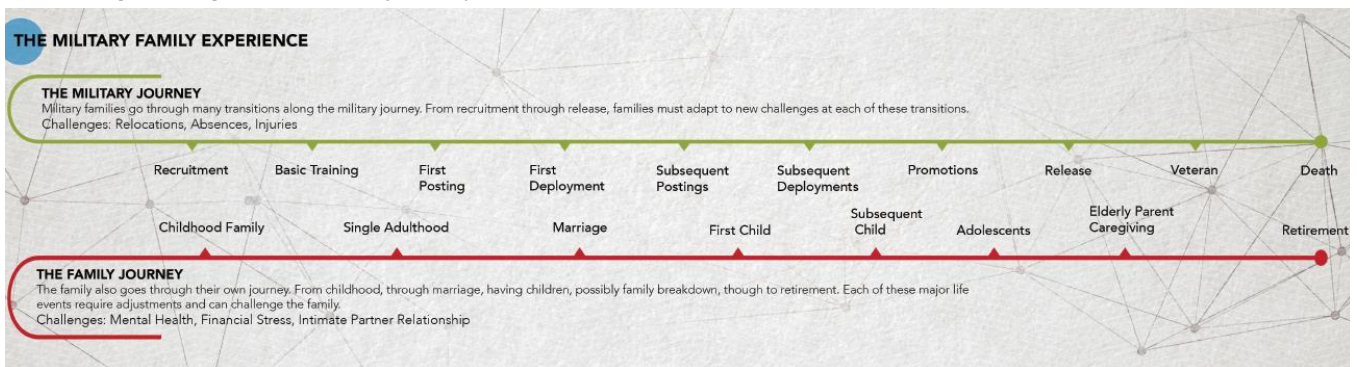 THE MILITARY FAMILY EXPERIENCE
THE MILITARY JOURNEY
Military families go through many transitions along the military journey. From recruitment through release, families must adapt to new challenges at each of these transitions.
Challenges: Relocations, Absences, Injuries
Recruitment
Basic Training
First
Posting
First
Deployment
Subsequent
Postings
Subsequent
Deployments
Promotions
Release
Veteran
Death
Childhood Family
Single Adulthood
Marriage
First Child
Subsequent
Child
Adolescents
Elderly Parent
Caregiving
Retirement
THE FAMILY JOURNEY
The family also goes through their own journey. From childhood, through marriage, having children, possibly family breakdown, though to retirement. Each of these major life
events require adjustments and can challenge the family.
Challenges: Mental Health, Financial Stress, Intimate Partner Relationship